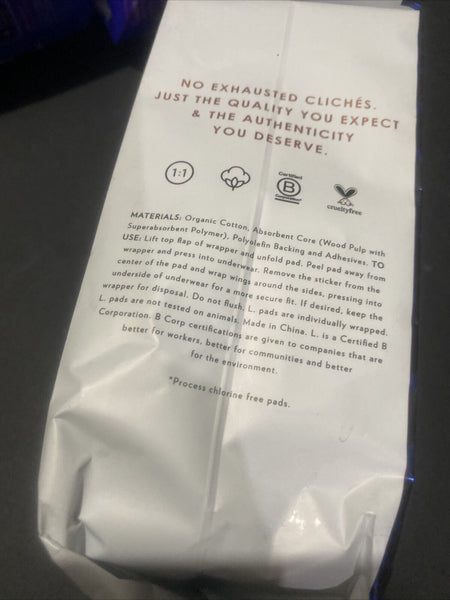 NO EXHAUSTED CLICHÉS.
JUST THE QUALITY YOU EXPECT
& THE AUTHENTICITY
YOU DESERVE.
1:1
Certified
B
Corporation
crueltyfree
MATERIALS: Organic Cotton, Absorbent Core (Wood Pulp with
Superabsorbent Polymer), Polyolefin Backing and Adhesives. TO
USE: Lift top flap of wrapper and unfold pad. Peel pad away from
wrapper and press into underwear. Remove the sticker from the
center of the pad and wrap wings around the sides, pressing into
underside of underwear for a more secure fit. If desired, keep the
wrapper for disposal. Do not flush. L. pads are individually wrapped.
L. pads are not tested on animals. Made in China. L. is a Certified B
Corporation. B Corp certifications are given to companies that are
better for workers, better for communities and better
for the environment.
*Process chlorine free pads.